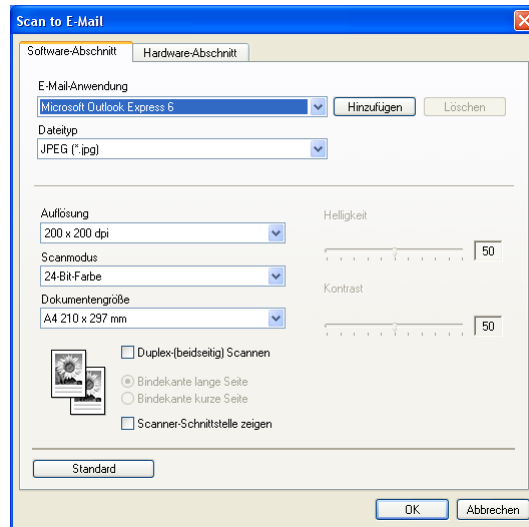 Scan to E-Mail
Software-Abschnitt Hardware-Abschnitt
E-Mail-Anwendung
Microsoft Outlook Express 6 Hinzufügen Löschen
Dateityp
JPEG (*.jpg)
Auflösung Helligkeit
200 x 200 dpi 50
Scanmodus
24-Bit-Farbe Kontrast
Dokumentengröße
A4 210 x 297 mm 50
Duplex-(beidseitig) Scannen
Bindekante lange Seite
Bindekante kurze Seite
Scanner-Schnittstelle zeigen
Standard
OK Abbrechen